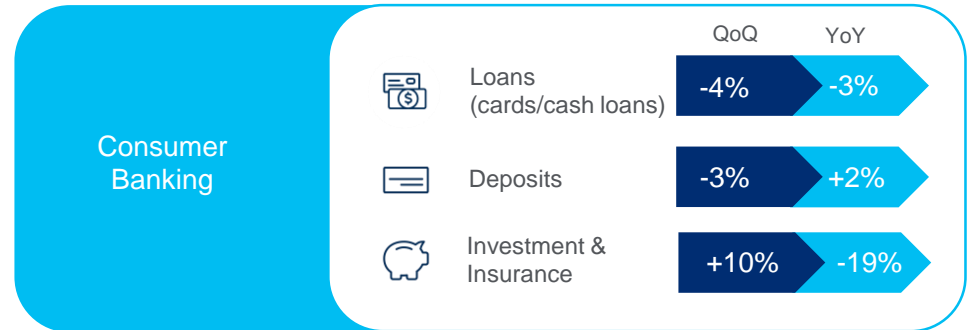 Consumer
Banking
QoQ YoY
Loans
(cards/cash loans)
-4% -3%
Deposits
-3% +2%
Investment &
Insurance
+10% -19%